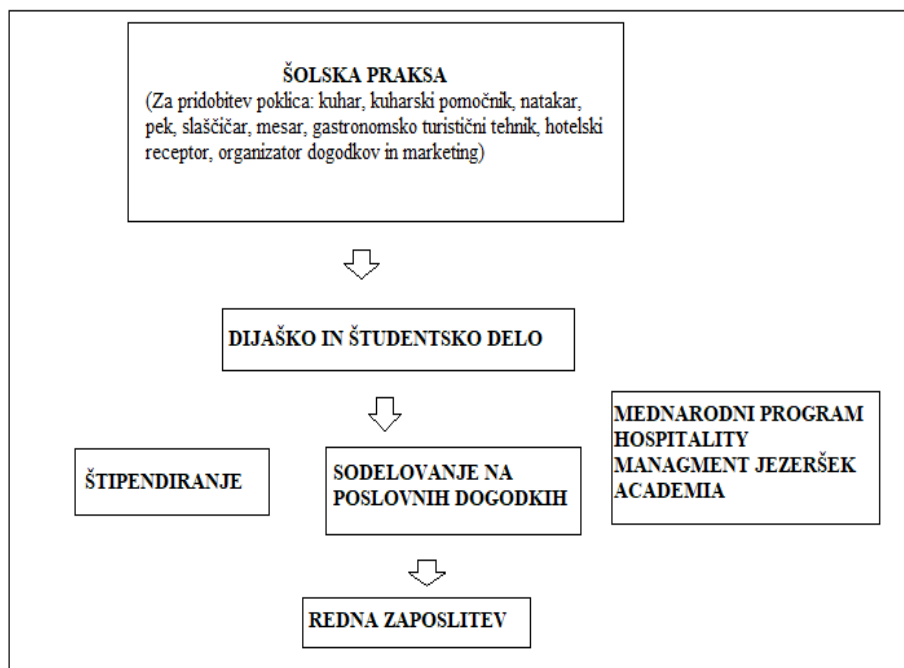 ŠOLSKA PRAKSA
(Za pridobitev poklica: kuhar, kuharski pomočnik, natakar,
pek, slaščičar, mesar, gastronomsko turistični tehnik, hotelski
receptor, organizator dogodkov in marketing)
DIJAŠKO IN ŠTUDENTSKO DELO
ŠTIPENDIRANJE
SODELOVANJE NA
POSLOVNIH DOGODKIH
MEDNARODNI PROGRAM
HOSPITALITY
MANAGMENT JEZERŠEK
ACADEMIA
REDNA ZAPOSLITEV